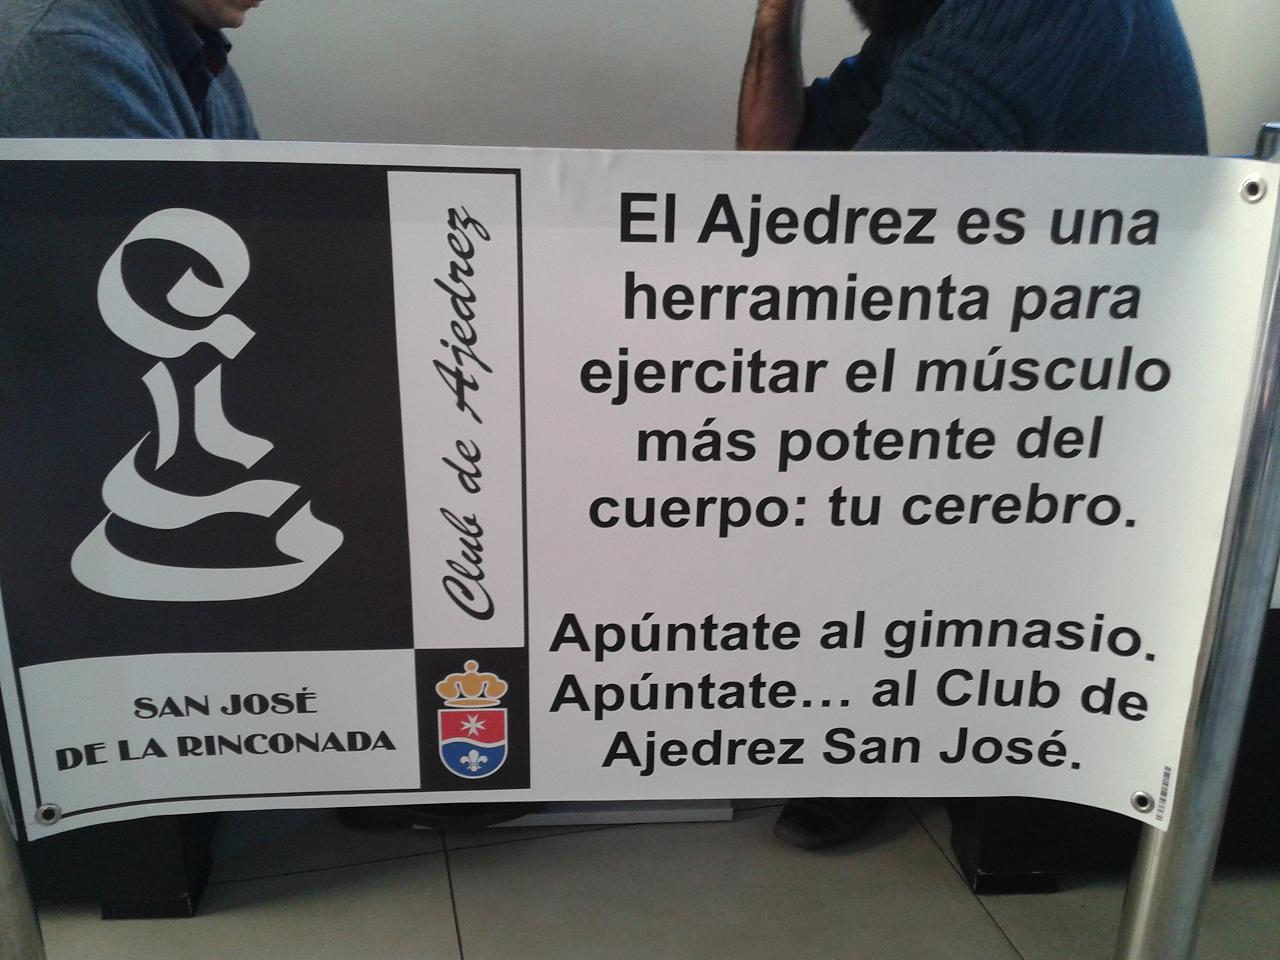 Club de Ajedrez
SAN JOSÉ
DE LA RINCONADA
El Ajedrez es una
herramienta para
ejercitar el músculo
más potente del
cuerpo: tu cerebro.
Apúntate al gimnasio.
Apúntate... al Club de
Ajedrez San José.